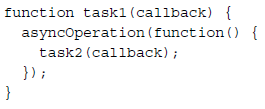 function task1(callback) {
  asyncOperation(function() {
    task2(callback);
  });
}